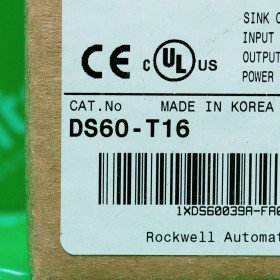 SINK
INPUT
OUTPUT
POWER
CE c UL US
CAT.No MADE IN KOREA
DS60-T16
1XDS60039A-FA
Rockwell Automat